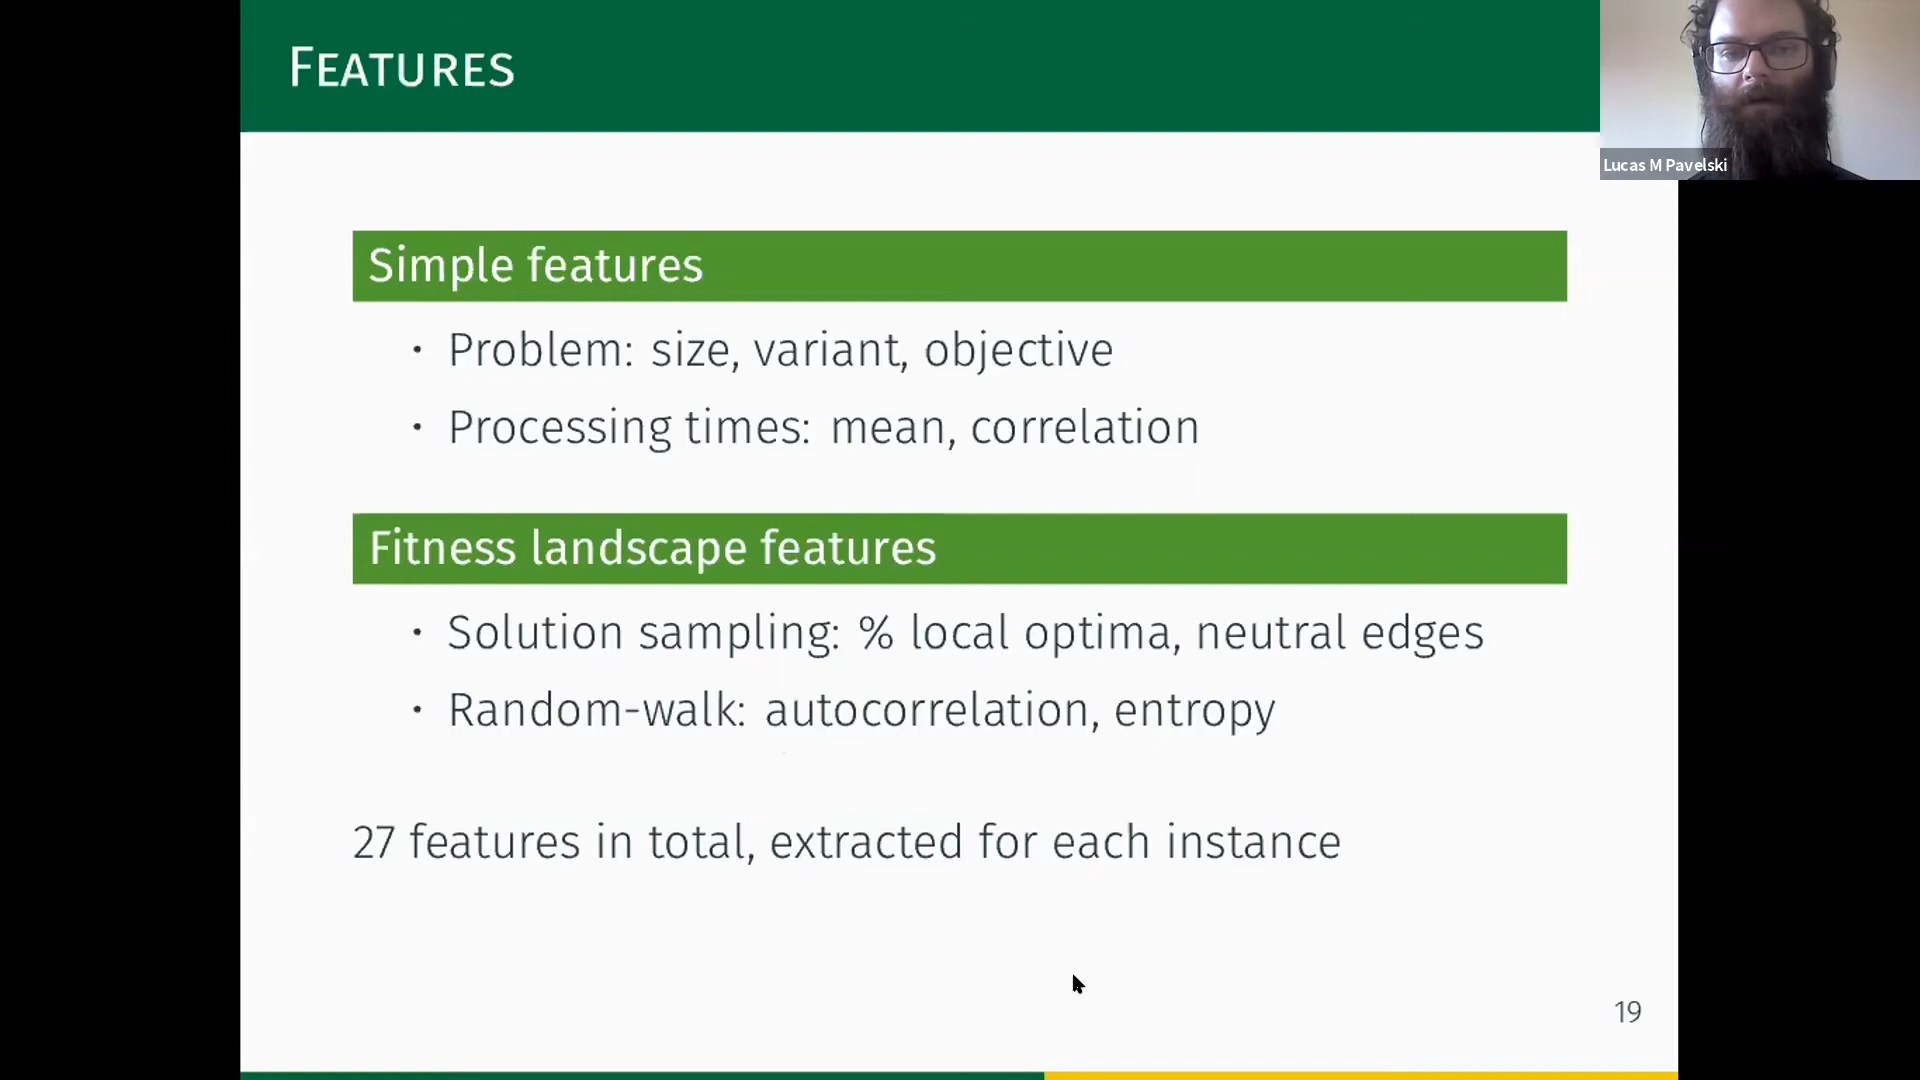 FEATURES
Lucas M Pavelski
Simple features
· Problem: size, variant, objective
· Processing times: mean, correlation
Fitness landscape features
· Solution sampling: % local optima, neutral edges
· Random-walk: autocorrelation, entropy
27 features in total, extracted for each instance
19